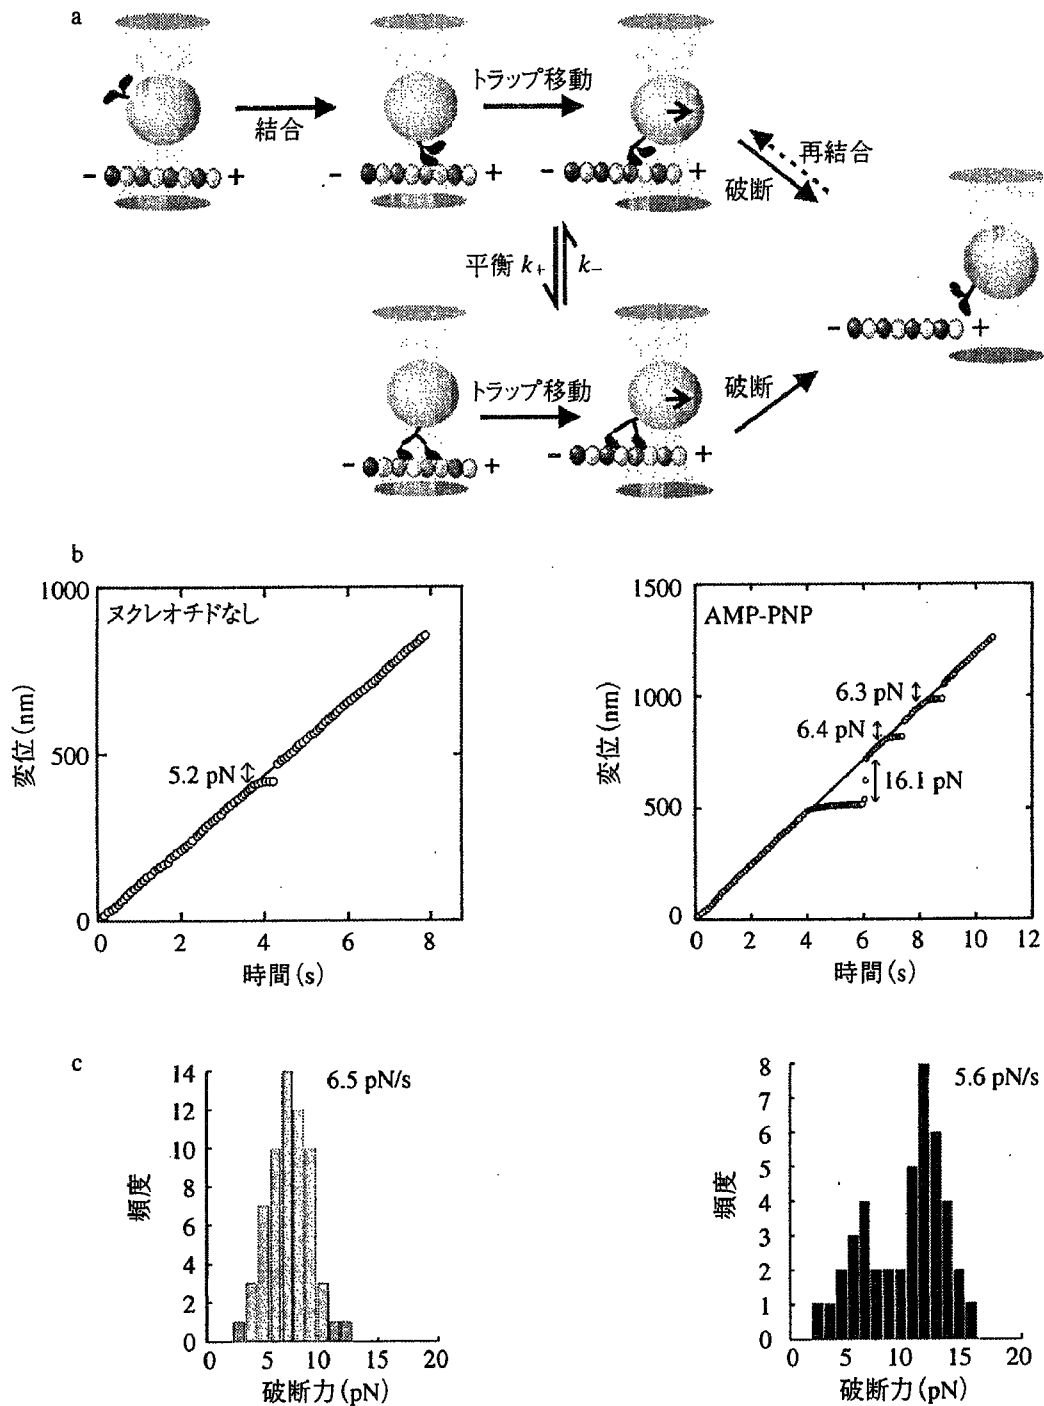 a
結合
トラップ移動
再結合
破断
- +
- +
- +
平衡 k+ k−
- +
トラップ移動
破断
- +
- +
b
1000
ヌクレオチドなし
変位(nm)
500
5.2 pN
0
0 2 4 6 8
時間(s)
1500
AMP-PNP
変位(nm)
1000
6.3 pN
6.4 pN
16.1 pN
500
0
0 2 4 6 8 10 12
時間(s)
c
14
6.5 pN/s
12
10
頻度
8
6
4
2
0
0 5 10 15 20
破断力(pN)
8
5.6 pN/s
7
6
5
頻度
4
3
2
1
0
0 5 10 15 20
破断力(pN)